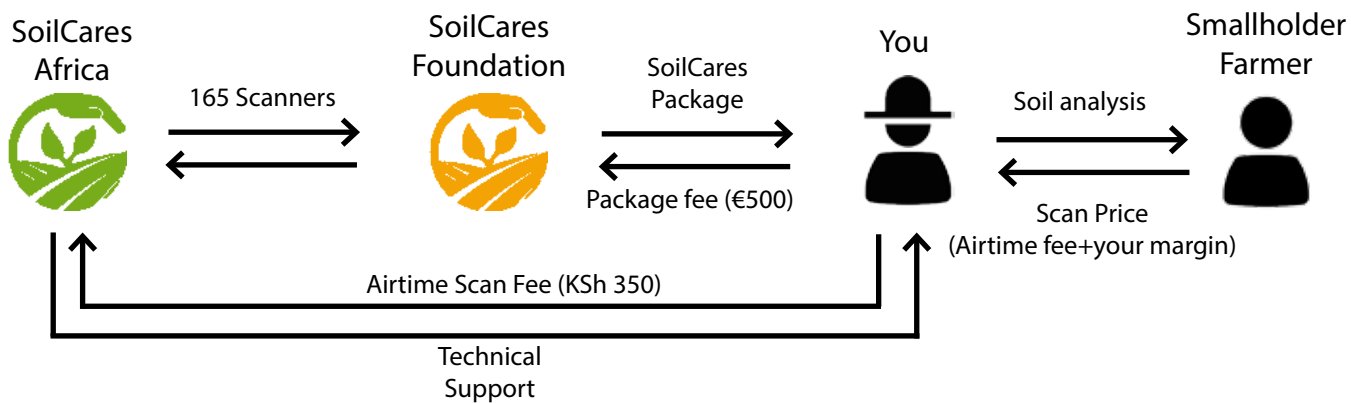 SoilCares
Africa
SoilCares
Foundation
You
Smallholder
Farmer
165 Scanners
SoilCares
Package
Soil analysis
Package fee (€500)
Scan Price
(Airtime fee+your margin)
Airtime Scan Fee (KSh 350)
Technical
Support